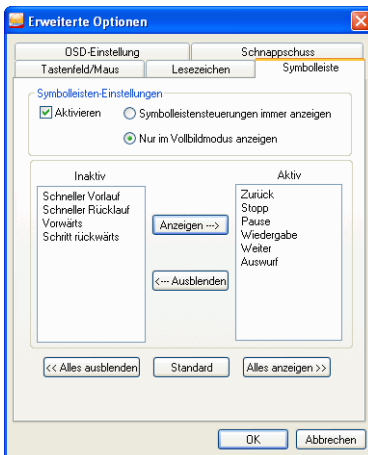 Erweiterte Optionen
OSD-Einstellung Schnappschuss
Tastenfeld/Maus Lesezeichen Symbolleiste
Symbolleisten-Einstellungen
Aktivieren Symbolleistensteuerungen immer anzeigen
Nur im Vollbildmodus anzeigen
Inaktiv Aktiv
Schneller Vorlauf
Schneller Rücklauf
Vorwärts
Schritt rückwärts
Anzeigen --->
<--- Ausblenden
Zurück
Stopp
Pause
Wiedergabe
Weiter
Auswurf
<< Alles ausblenden Standard Alles anzeigen >>
OK Abbrechen